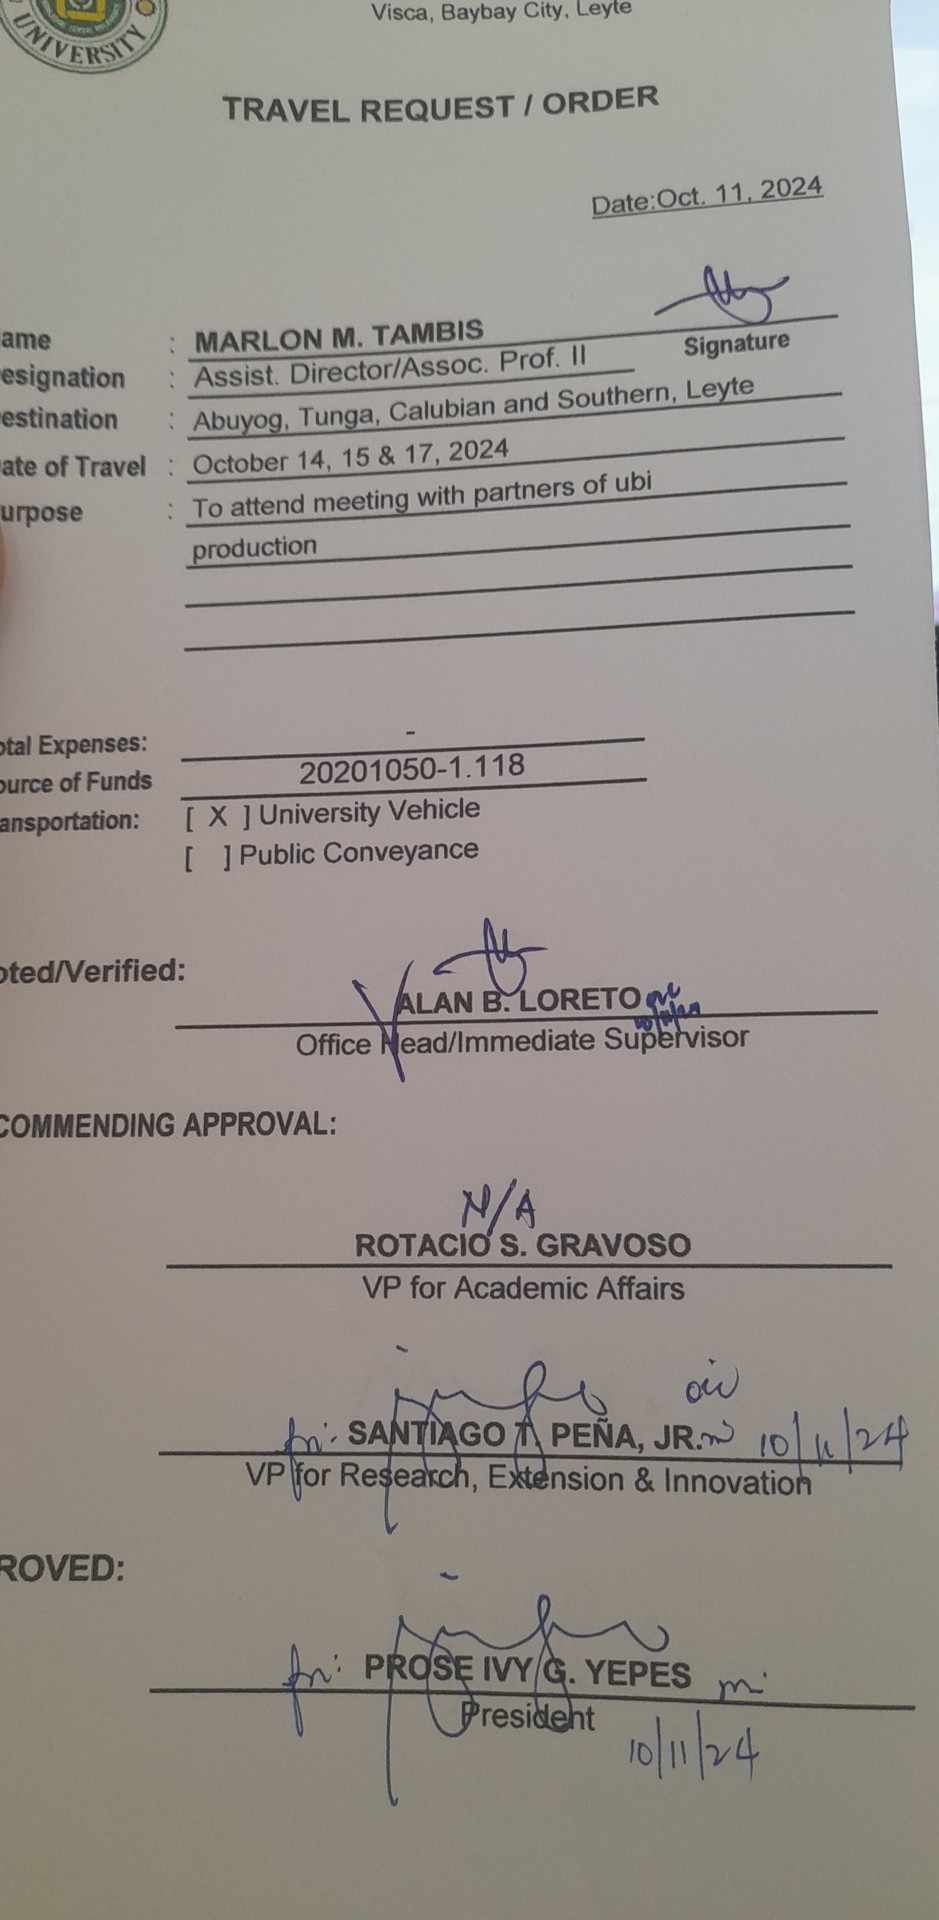 UNIVERSITY
Visca, Baybay City, Leyte
TRAVEL REQUEST / ORDER
Date:Oct. 11, 2024
ame : MARLON M. TAMBIS
Signature
esignation : Assist. Director/Assoc. Prof. II
estination : Abuyog, Tunga, Calubian and Southern, Leyte
ate of Travel : October 14, 15 & 17, 2024
urpose : To attend meeting with partners of ubi
production
otal Expenses: -
ource of Funds 20201050-1.118
ansportation: [ X ] University Vehicle
[ ] Public Conveyance
oted/Verified:
ALAN B. LORETO
Office Head/Immediate Supervisor
COMMENDING APPROVAL:
N/A
ROTACIO S. GRAVOSO
VP for Academic Affairs
oic
for: SANTIAGO T. PEÑA, JR. 10/11/24
VP for Research, Extension & Innovation
ROVED:
for: PROSE IVY G. YEPES
President
10/11/24